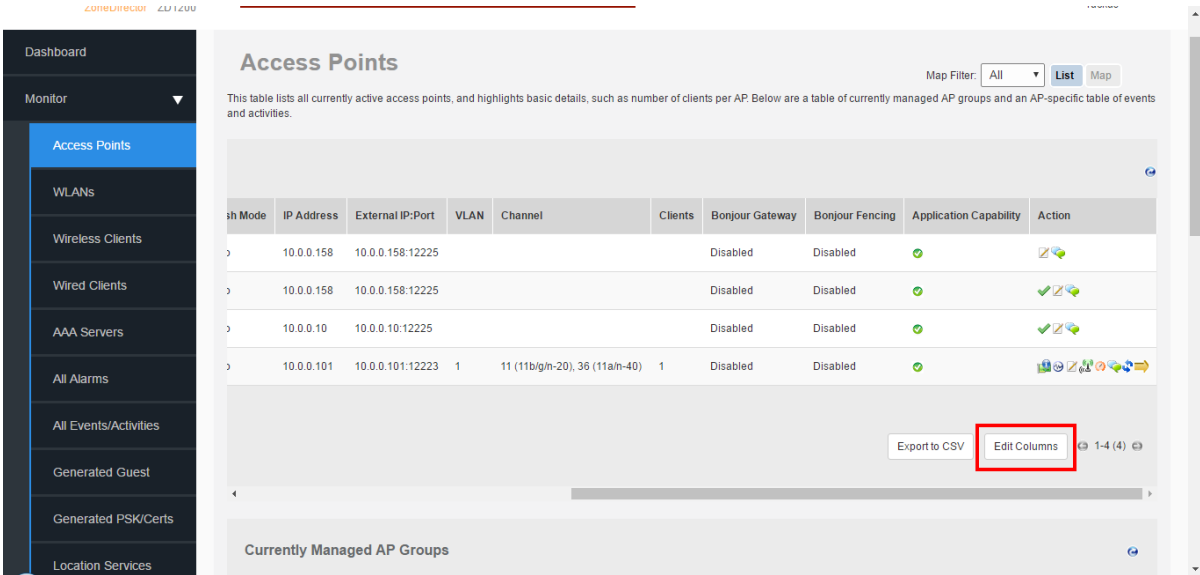 ZoneDirector ZD1200
Dashboard
Monitor
Access Points
WLANs
Wireless Clients
Wired Clients
AAA Servers
All Alarms
All Events/Activities
Generated Guest
Generated PSK/Certs
Location Services
Access Points
Map Filter: All List Map
This table lists all currently active access points, and highlights basic details, such as number of clients per AP. Below are a table of currently managed AP groups and an AP-specific table of events
and activities.
sh Mode IP Address External IP:Port VLAN Channel Clients Bonjour Gateway Bonjour Fencing Application Capability Action
10.0.0.158 10.0.0.158:12225 Disabled Disabled
10.0.0.158 10.0.0.158:12225 Disabled Disabled
10.0.0.10 10.0.0.10:12225 Disabled Disabled
10.0.0.101 10.0.0.101:12223 1 11 (11b/g/n-20), 36 (11a/n-40) 1 Disabled Disabled
Export to CSV Edit Columns 1-4 (4)
Currently Managed AP Groups